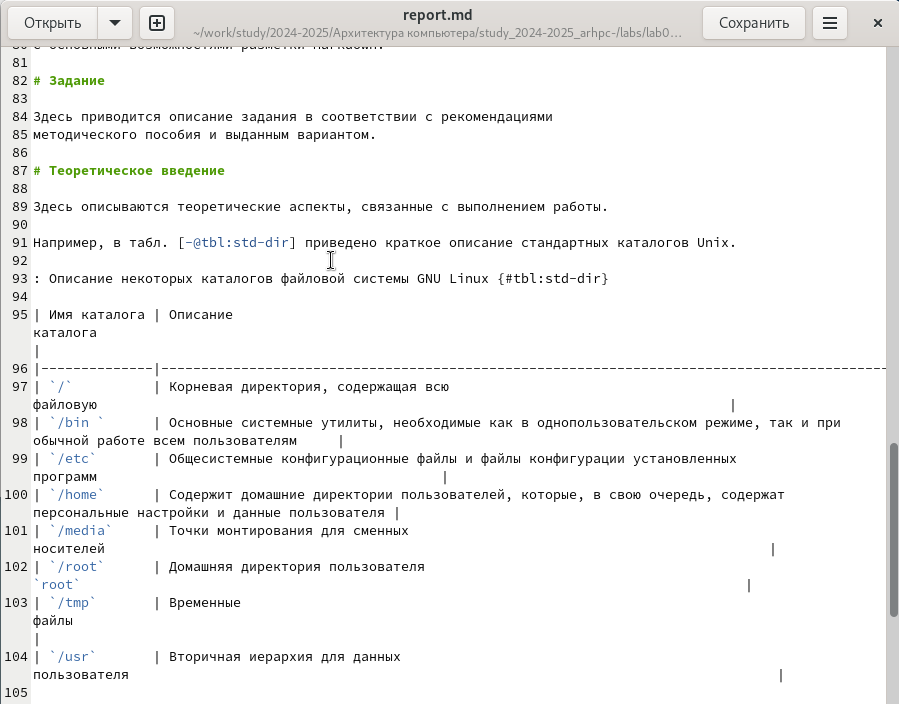 Открыть
report.md
~/work/study/2024-2025/Архитектура компьютера/study_2024-2025_arhpc-/labs/lab0…
Сохранить
81
82 # Задание
83
84 Здесь приводится описание задания в соответствии с рекомендациями
85 методического пособия и выданным вариантом.
86
87 # Теоретическое введение
88
89 Здесь описываются теоретические аспекты, связанные с выполнением работы.
90
91 Например, в табл. [-@tbl:std-dir] приведено краткое описание стандартных каталогов Unix.
92
93 : Описание некоторых каталогов файловой системы GNU Linux {#tbl:std-dir}
94
95 | Имя каталога | Описание
каталога
|
96 |--------------|-------------------------------------------------------------------------------------------
97 | `/` | Корневая директория, содержащая всю
файловую |
98 | `/bin ` | Основные системные утилиты, необходимые как в однопользовательском режиме, так и при
обычной работе всем пользователям |
99 | `/etc` | Общесистемные конфигурационные файлы и файлы конфигурации установленных
программ |
100 | `/home` | Содержит домашние директории пользователей, которые, в свою очередь, содержат
персональные настройки и данные пользователя |
101 | `/media` | Точки монтирования для сменных
носителей |
102 | `/root` | Домашняя директория пользователя
`root` |
103 | `/tmp` | Временные
файлы
|
104 | `/usr` | Вторичная иерархия для данных
пользователя |
105